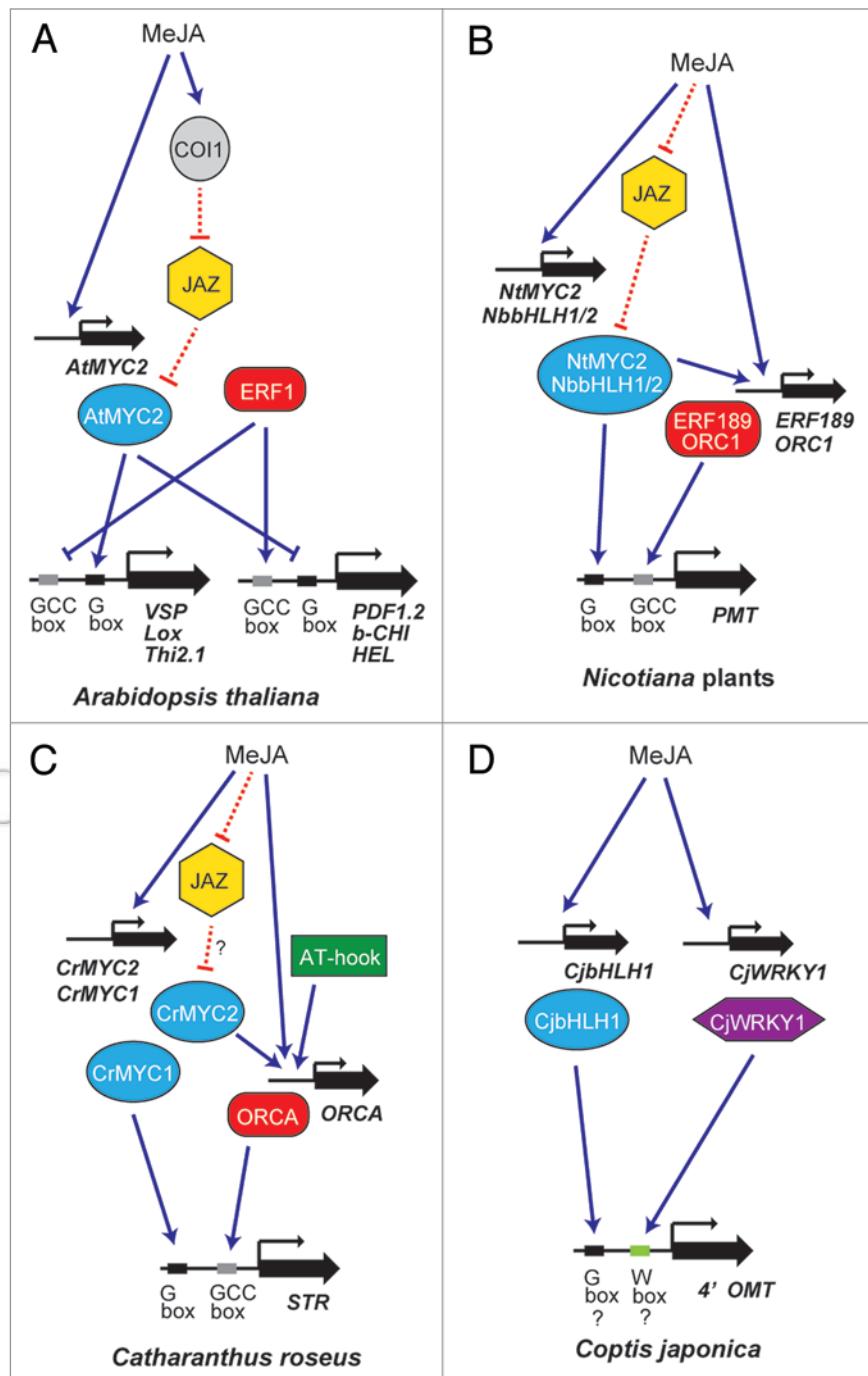 A
MeJA
COI1
JAZ
AtMYC2
AtMYC2
ERF1
GCC
box
G
box
VSP
Lox
Thi2.1
GCC
box
G
box
PDF1.2
b-CHI
HEL
Arabidopsis thaliana
B
MeJA
JAZ
NtMYC2
NbbHLH1/2
NtMYC2
NbbHLH1/2
ERF189
ORC1
ERF189
ORC1
G
box
GCC
box
PMT
Nicotiana plants
C
MeJA
JAZ
?
CrMYC2
CrMYC1
AT-hook
CrMYC2
CrMYC1
ORCA
ORCA
G
box
GCC
box
STR
Catharanthus roseus
D
MeJA
CjbHLH1
CjWRKY1
CjbHLH1
CjWRKY1
G
box
?
W
box
?
4' OMT
Coptis japonica